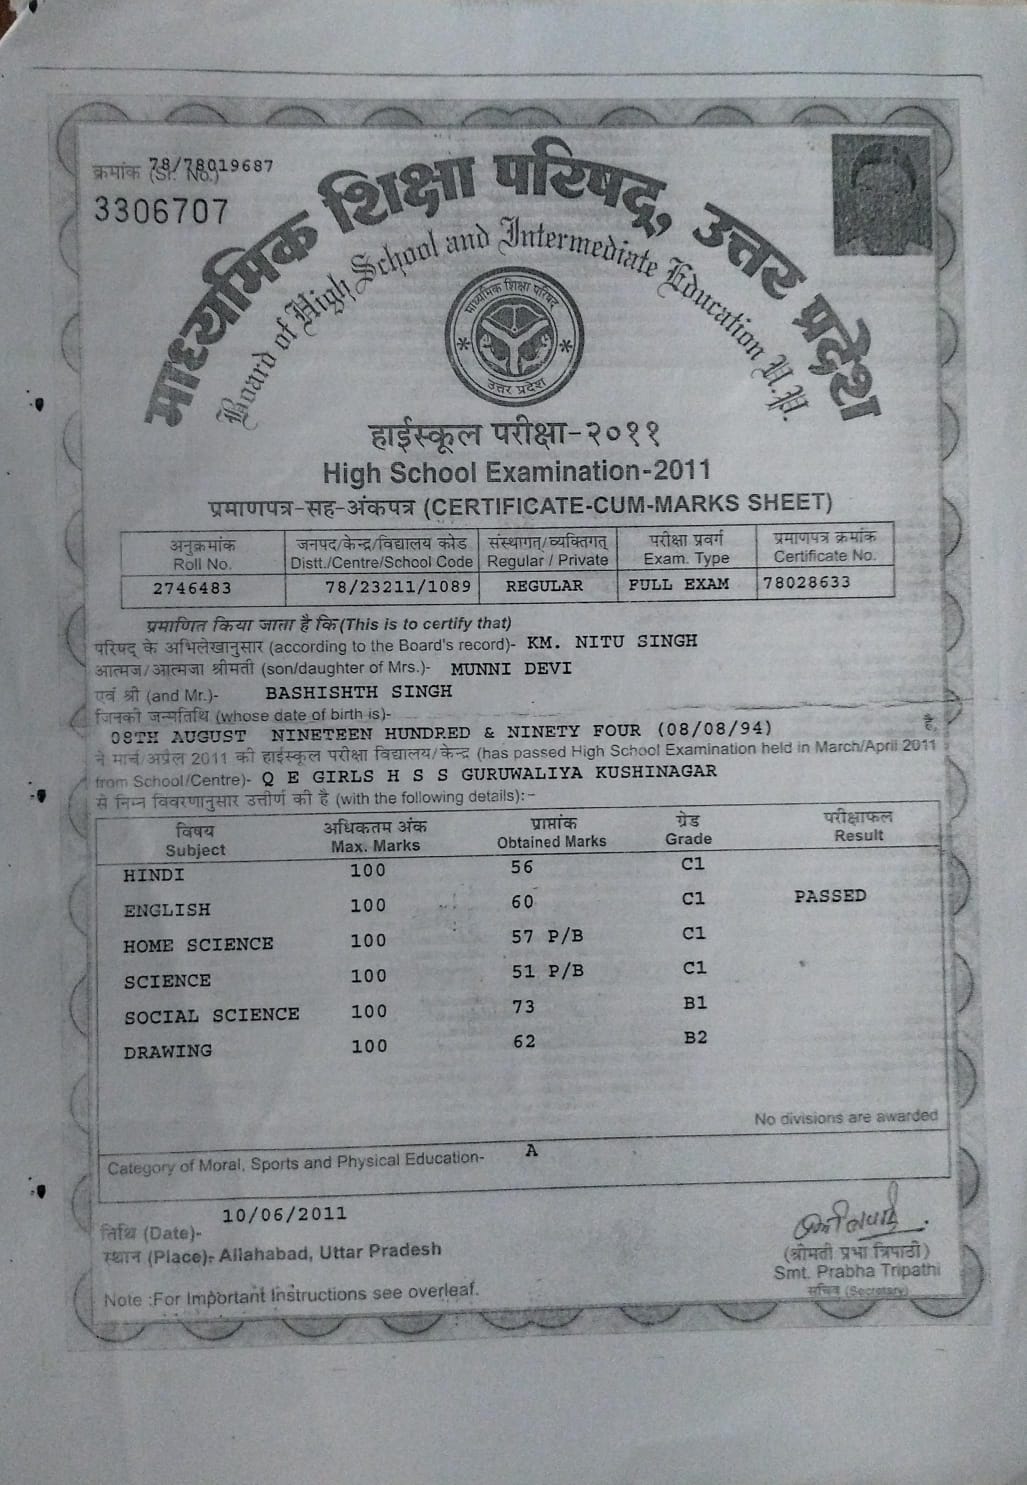 78/78019687
क्रमांक (Sr. No.)
3306707
माध्यमिक शिक्षा परिषद्, उत्तर प्रदेश
Board of High School and Intermediate Education U.P.
माध्यमिक शिक्षा परिषद्
उत्तर प्रदेश
हाईस्कूल परीक्षा-२०११
High School Examination-2011
प्रमाणपत्र-सह-अंकपत्र (CERTIFICATE-CUM-MARKS SHEET)
अनुक्रमांक जनपद/केन्द्र/विद्यालय कोड संस्थागत्/व्यक्तिगत् परीक्षा प्रवर्ग प्रमाणपत्र क्रमांक
Roll No. Distt./Centre/School Code Regular / Private Exam. Type Certificate No.
2746483 78/23211/1089 REGULAR FULL EXAM 78028633
प्रमाणित किया जाता है कि (This is to certify that)
परिषद् के अभिलेखानुसार (according to the Board's record)- KM. NITU SINGH
आत्मज/आत्मजा श्रीमती (son/daughter of Mrs.)- MUNNI DEVI
एवं श्री (and Mr.)- BASHISHTH SINGH
जिनकी जन्मतिथि (whose date of birth is)-
08TH AUGUST NINETEEN HUNDRED & NINETY FOUR (08/08/94) है,
ने मार्च/अप्रैल 2011 की हाईस्कूल परीक्षा विद्यालय/केन्द्र (has passed High School Examination held in March/April 2011
from School/Centre)- Q E GIRLS H S S GURUWALIYA KUSHINAGAR
से निम्न विवरणानुसार उत्तीर्ण की है (with the following details):-
विषय अधिकतम अंक प्राप्तांक ग्रेड परीक्षाफल
Subject Max. Marks Obtained Marks Grade Result
HINDI 100 56 C1
ENGLISH 100 60 C1 PASSED
HOME SCIENCE 100 57 P/B C1
SCIENCE 100 51 P/B C1
SOCIAL SCIENCE 100 73 B1
DRAWING 100 62 B2
No divisions are awarded
Category of Moral, Sports and Physical Education- A
10/06/2011
तिथि (Date)-
स्थान (Place)- Allahabad, Uttar Pradesh
(श्रीमती प्रभा त्रिपाठी)
Smt. Prabha Tripathi
सचिव (Secretary)
Note :For Important Instructions see overleaf.